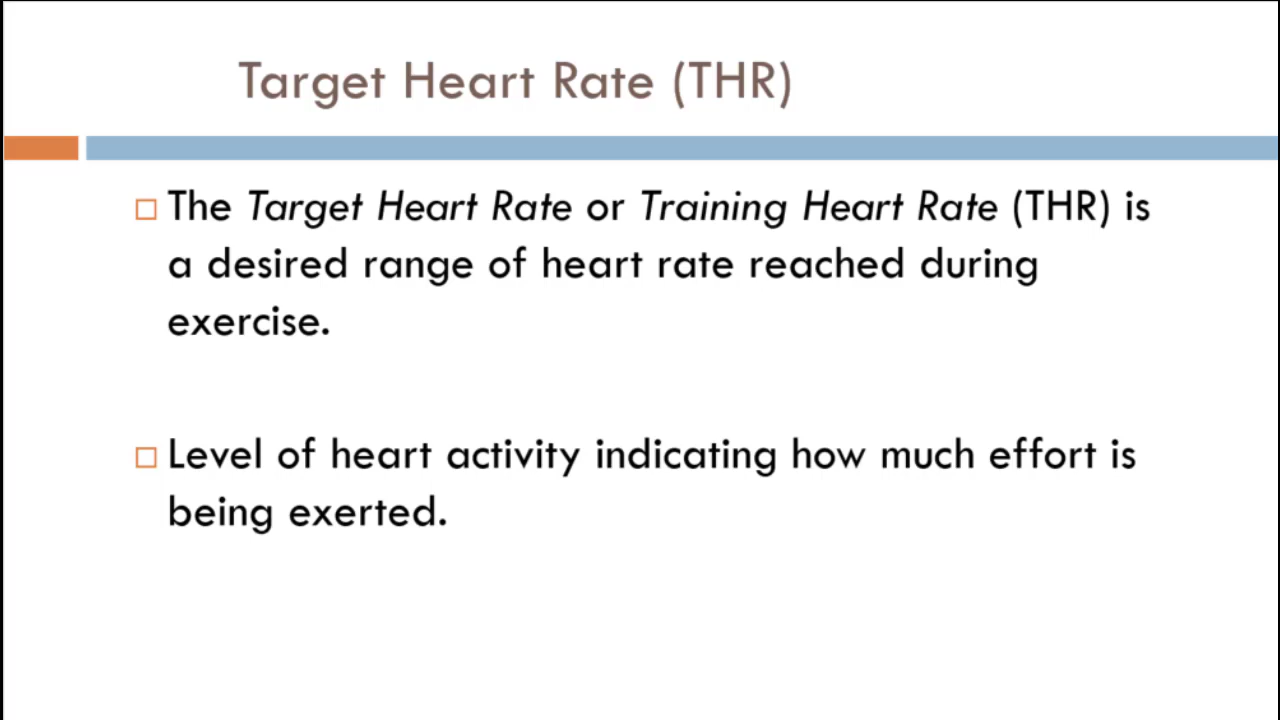 Target Heart Rate (THR)
The Target Heart Rate or Training Heart Rate (THR) is
a desired range of heart rate reached during
exercise.
Level of heart activity indicating how much effort is
being exerted.